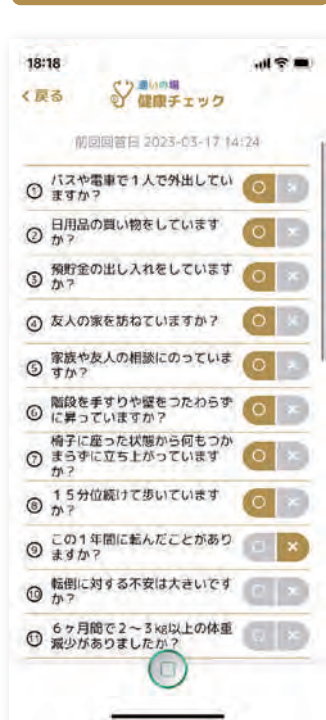 18:18
< 戻る
通いの場
健康チェック
前回回答日 2023-03-17 14:24
① バスや電車で1人で外出してい
ますか?
② 日用品の買い物をしています
か?
③ 預貯金の出し入れをしています
か?
④ 友人の家を訪ねていますか?
⑤ 家族や友人の相談にのっていま
すか?
⑥ 階段を手すりや壁をつたわらず
に昇っていますか?
⑦ 椅子に座った状態から何もつか
まらずに立ち上がっています
か?
⑧ 15分位続けて歩いています
か?
⑨ この1年間に転んだことがあり
ますか?
⑩ 転倒に対する不安は大きいです
か?
⑪ 6ヶ月間で2～3kg以上の体重
減少がありましたか?